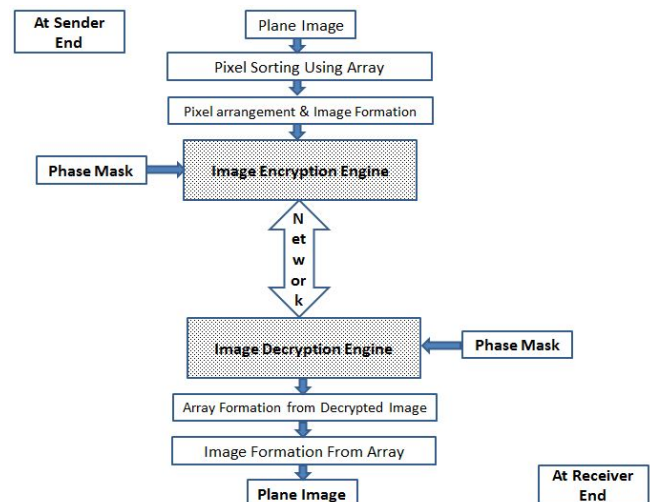 At Sender
End
Plane Image
Pixel Sorting Using Array
Pixel arrangement & Image Formation
Phase Mask
Image Encryption Engine
N
et
w
or
k
Image Decryption Engine
Phase Mask
Array Formation from Decrypted Image
Image Formation From Array
Plane Image
At Receiver
End